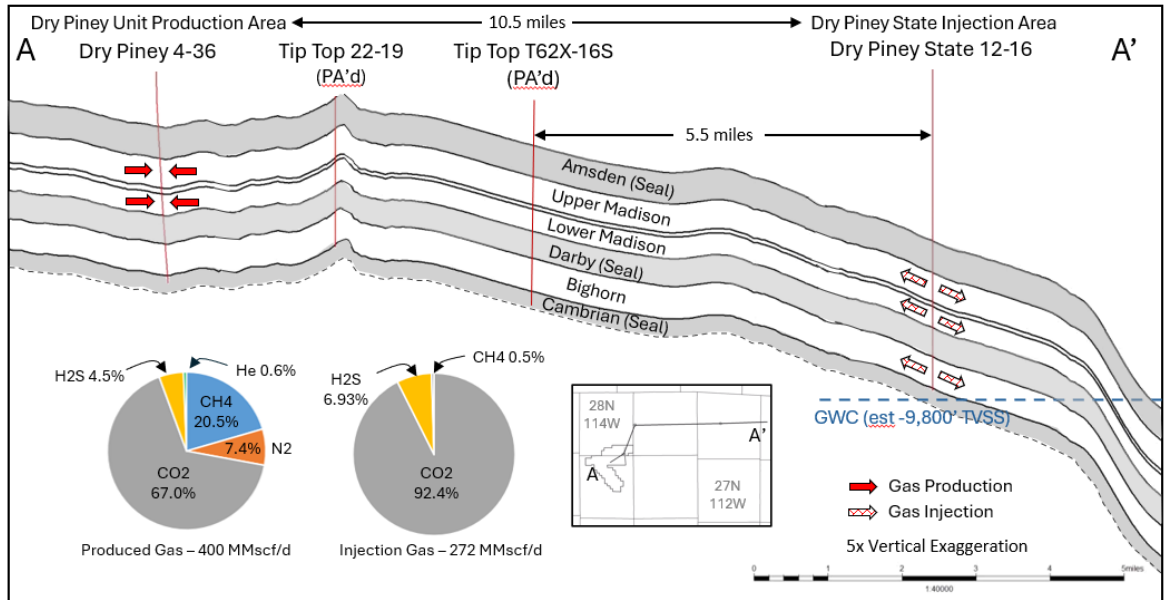 Dry Piney Unit Production Area
10.5 miles
Dry Piney State Injection Area
A
Dry Piney 4-36
Tip Top 22-19
(PA'd)
Tip Top T62X-16S
(PA'd)
Dry Piney State 12-16
A'
5.5 miles
Amsden (Seal)
Upper Madison
Lower Madison
Darby (Seal)
Bighorn
Cambrian (Seal)
GWC (est -9,800' TVSS)
H2S 4.5%
He 0.6%
CH4
20.5%
7.4%
N2
CO2
67.0%
Produced Gas – 400 MMscf/d
H2S
6.93%
CH4 0.5%
CO2
92.4%
Injection Gas – 272 MMscf/d
28N
114W
A'
A
27N
112W
Gas Production
Gas Injection
5x Vertical Exaggeration
0 1 2 3 4 5miles
1:40000